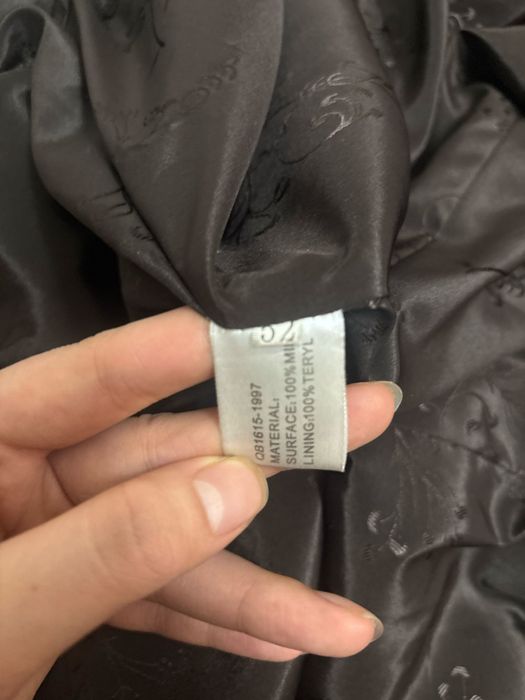 52
QB1615-1997
MATERIAL:
SURFACE:100%MI
LINING:100%TERYL